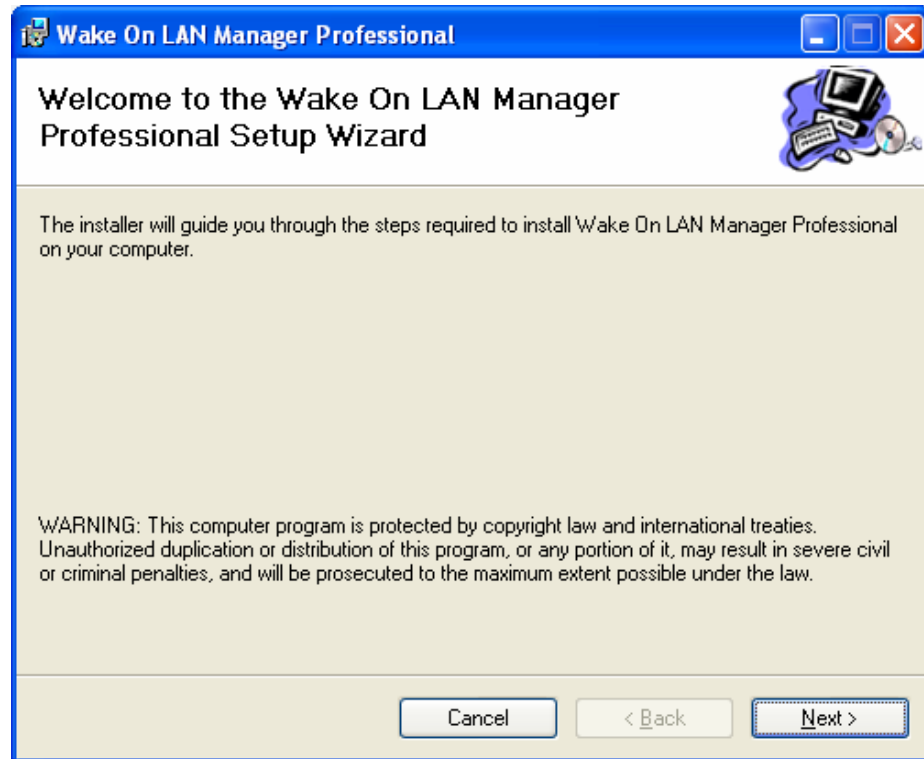 Wake On LAN Manager Professional
Welcome to the Wake On LAN Manager
Professional Setup Wizard
The installer will guide you through the steps required to install Wake On LAN Manager Professional
on your computer.
WARNING: This computer program is protected by copyright law and international treaties.
Unauthorized duplication or distribution of this program, or any portion of it, may result in severe civil
or criminal penalties, and will be prosecuted to the maximum extent possible under the law.
Cancel < Back Next >